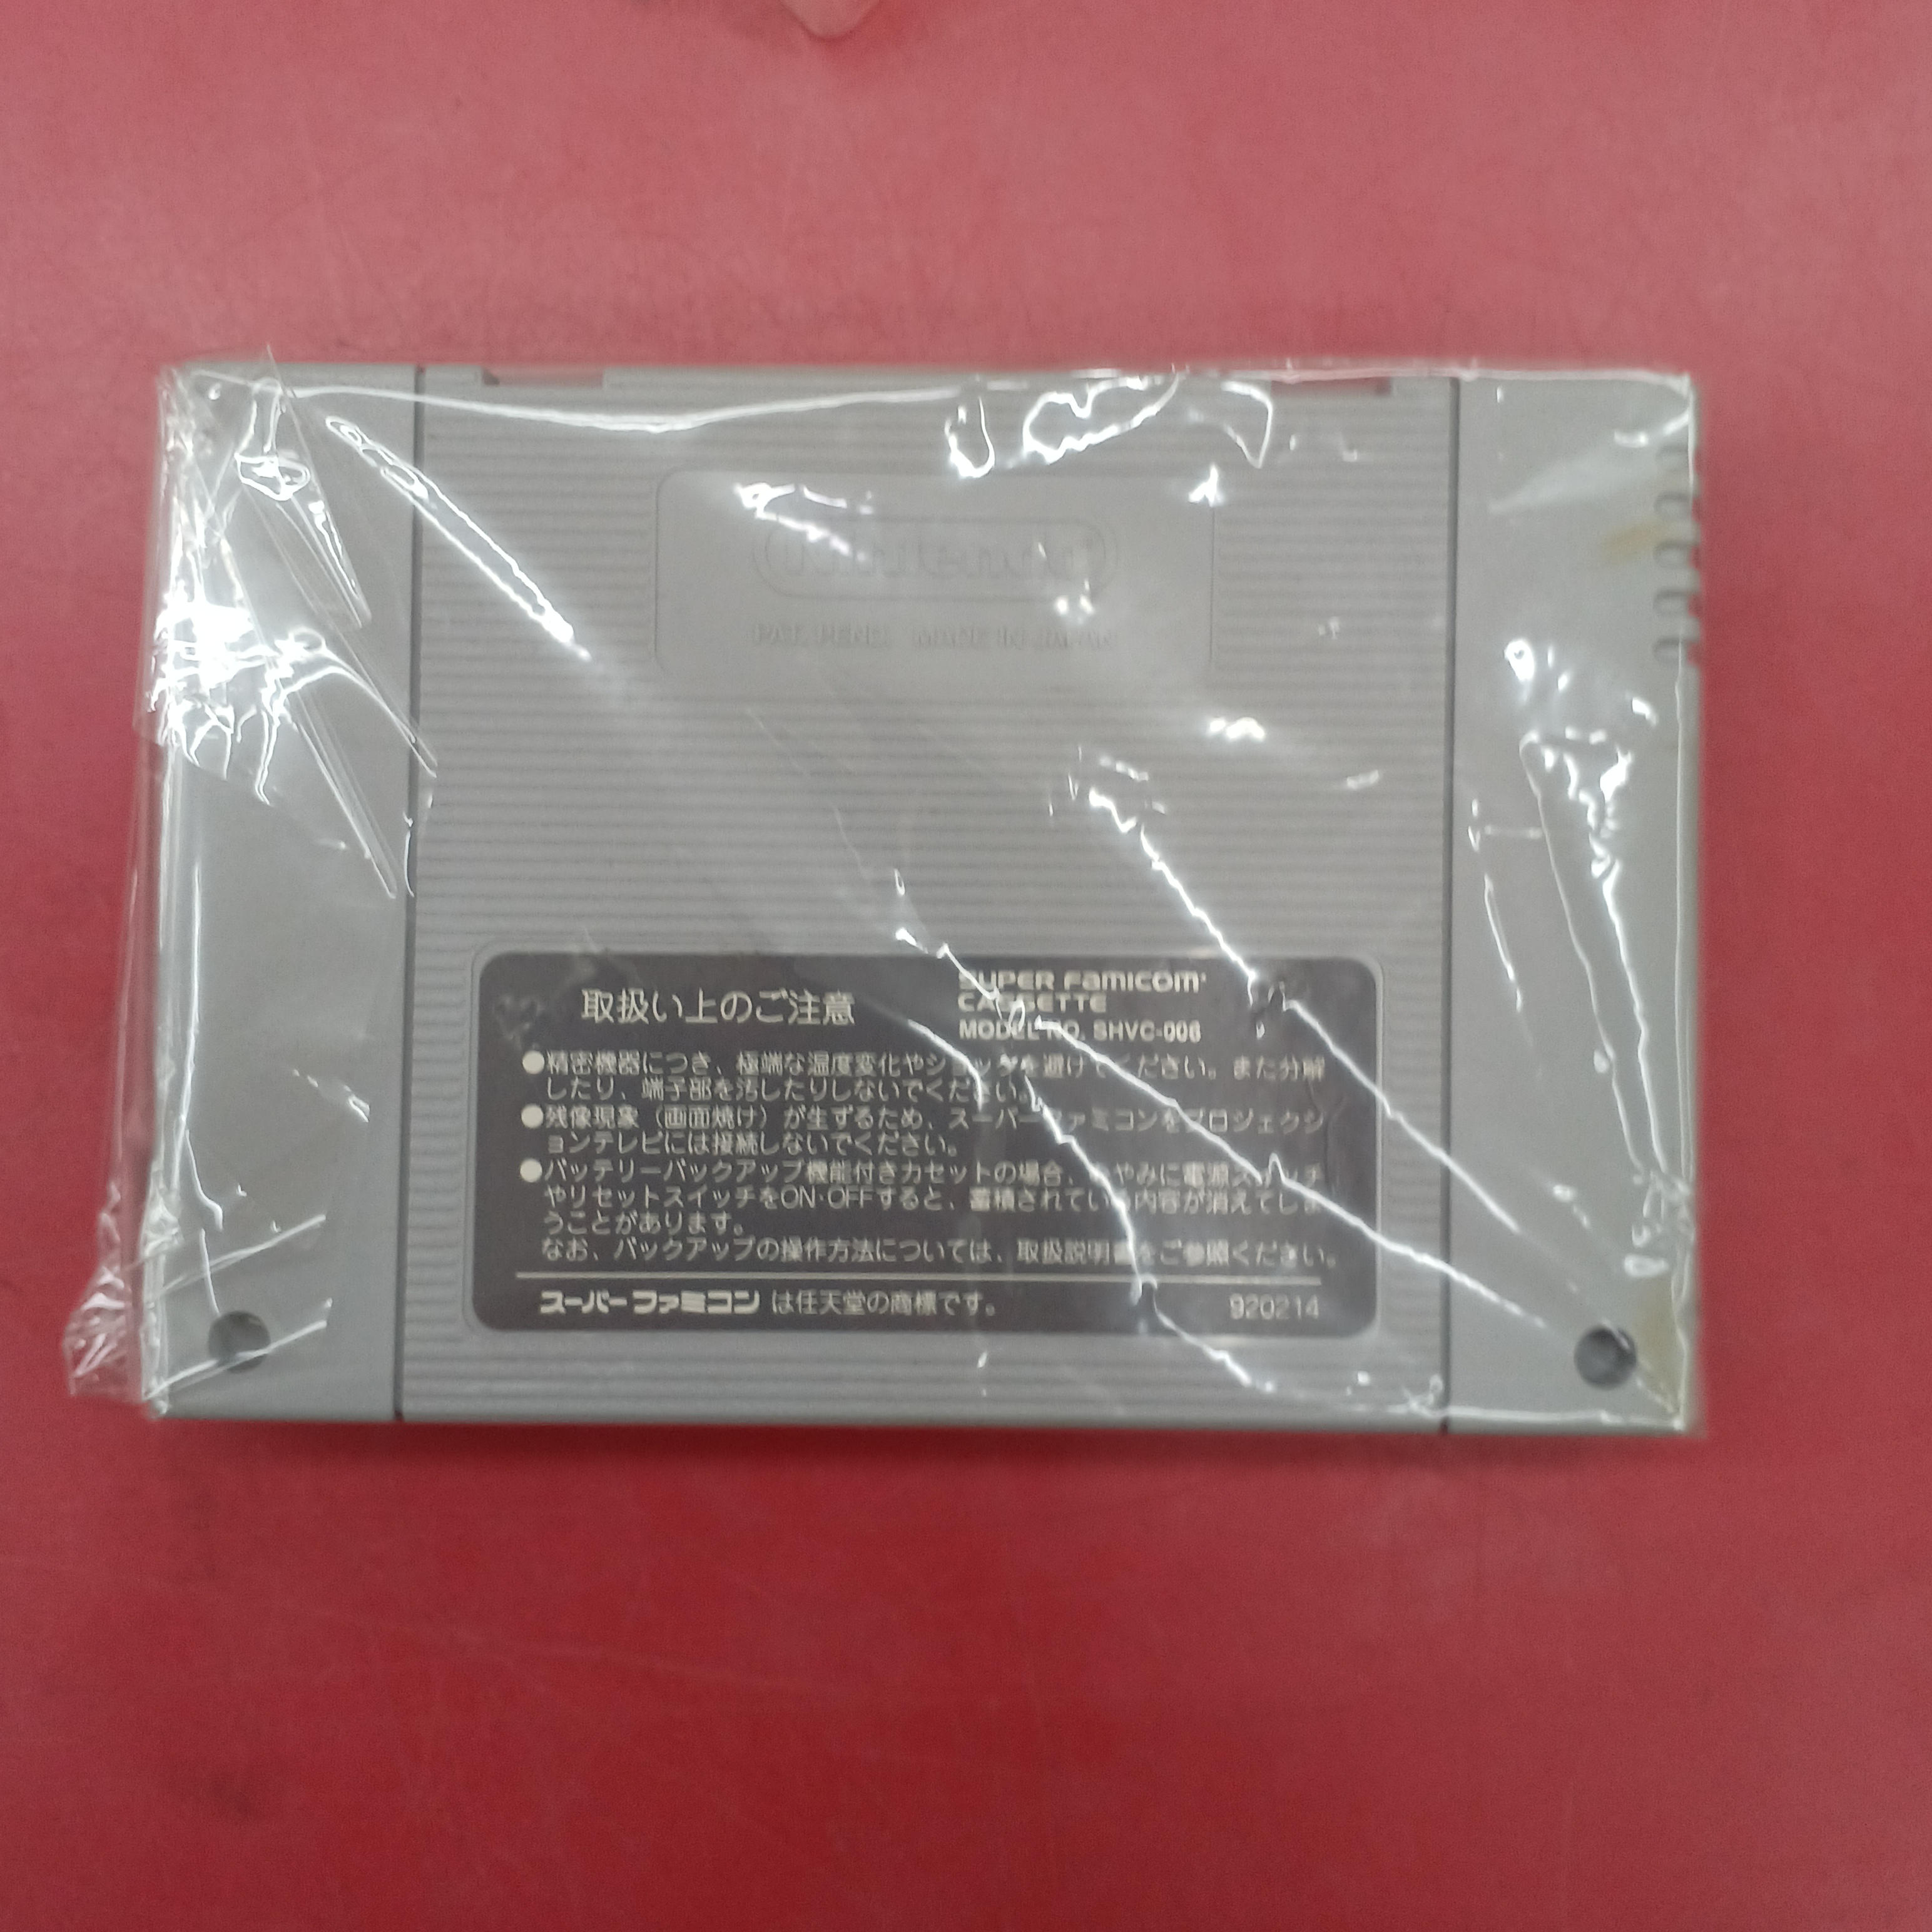 Nintendo
PAT. PEND. MADE IN JAPAN
取扱い上のご注意
SUPER Famicom
CASSETTE
MODEL NO. SHVC-006
●精密機器につき、極端な温度変化やショックを避けてください。また分解
したり、端子部を汚したりしないでください。
●残像現象(画面焼け)が生ずるため、スーパーファミコンをプロジェクシ
ョンテレビには接続しないでください。
●バッテリーバックアップ機能付きカセットの場合、むやみに電源スイッチ
やリセットスイッチをON・OFFすると、蓄積されている内容が消えてしま
うことがあります。
なお、バックアップの操作方法については、取扱説明書をご参照ください。
スーパーファミコン は任天堂の商標です。
920214